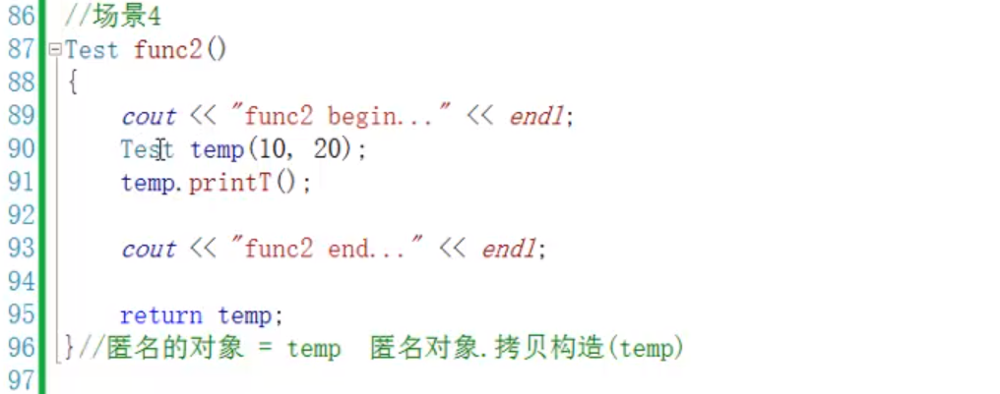 86 //场景4
87 Test func2()
88 {
89 cout << "func2 begin..." << endl;
90 Test temp(10, 20);
91 temp.printT();
92
93 cout << "func2 end..." << endl;
94
95 return temp;
96 }//匿名的对象 = temp 匿名对象.拷贝构造(temp)
97